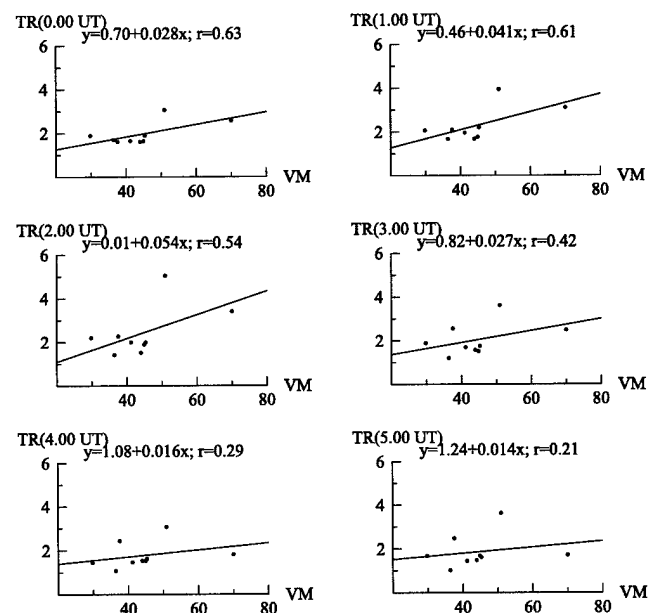 TR(0.00 UT)
y=0.70+0.028x; r=0.63
6
4
2
40 60 80 VM
TR(1.00 UT)
y=0.46+0.041x; r=0.61
6
4
2
40 60 80 VM
TR(2.00 UT)
y=0.01+0.054x; r=0.54
6
4
2
40 60 80 VM
TR(3.00 UT)
y=0.82+0.027x; r=0.42
6
4
2
40 60 80 VM
TR(4.00 UT)
y=1.08+0.016x; r=0.29
6
4
2
40 60 80 VM
TR(5.00 UT)
y=1.24+0.014x; r=0.21
6
4
2
40 60 80 VM